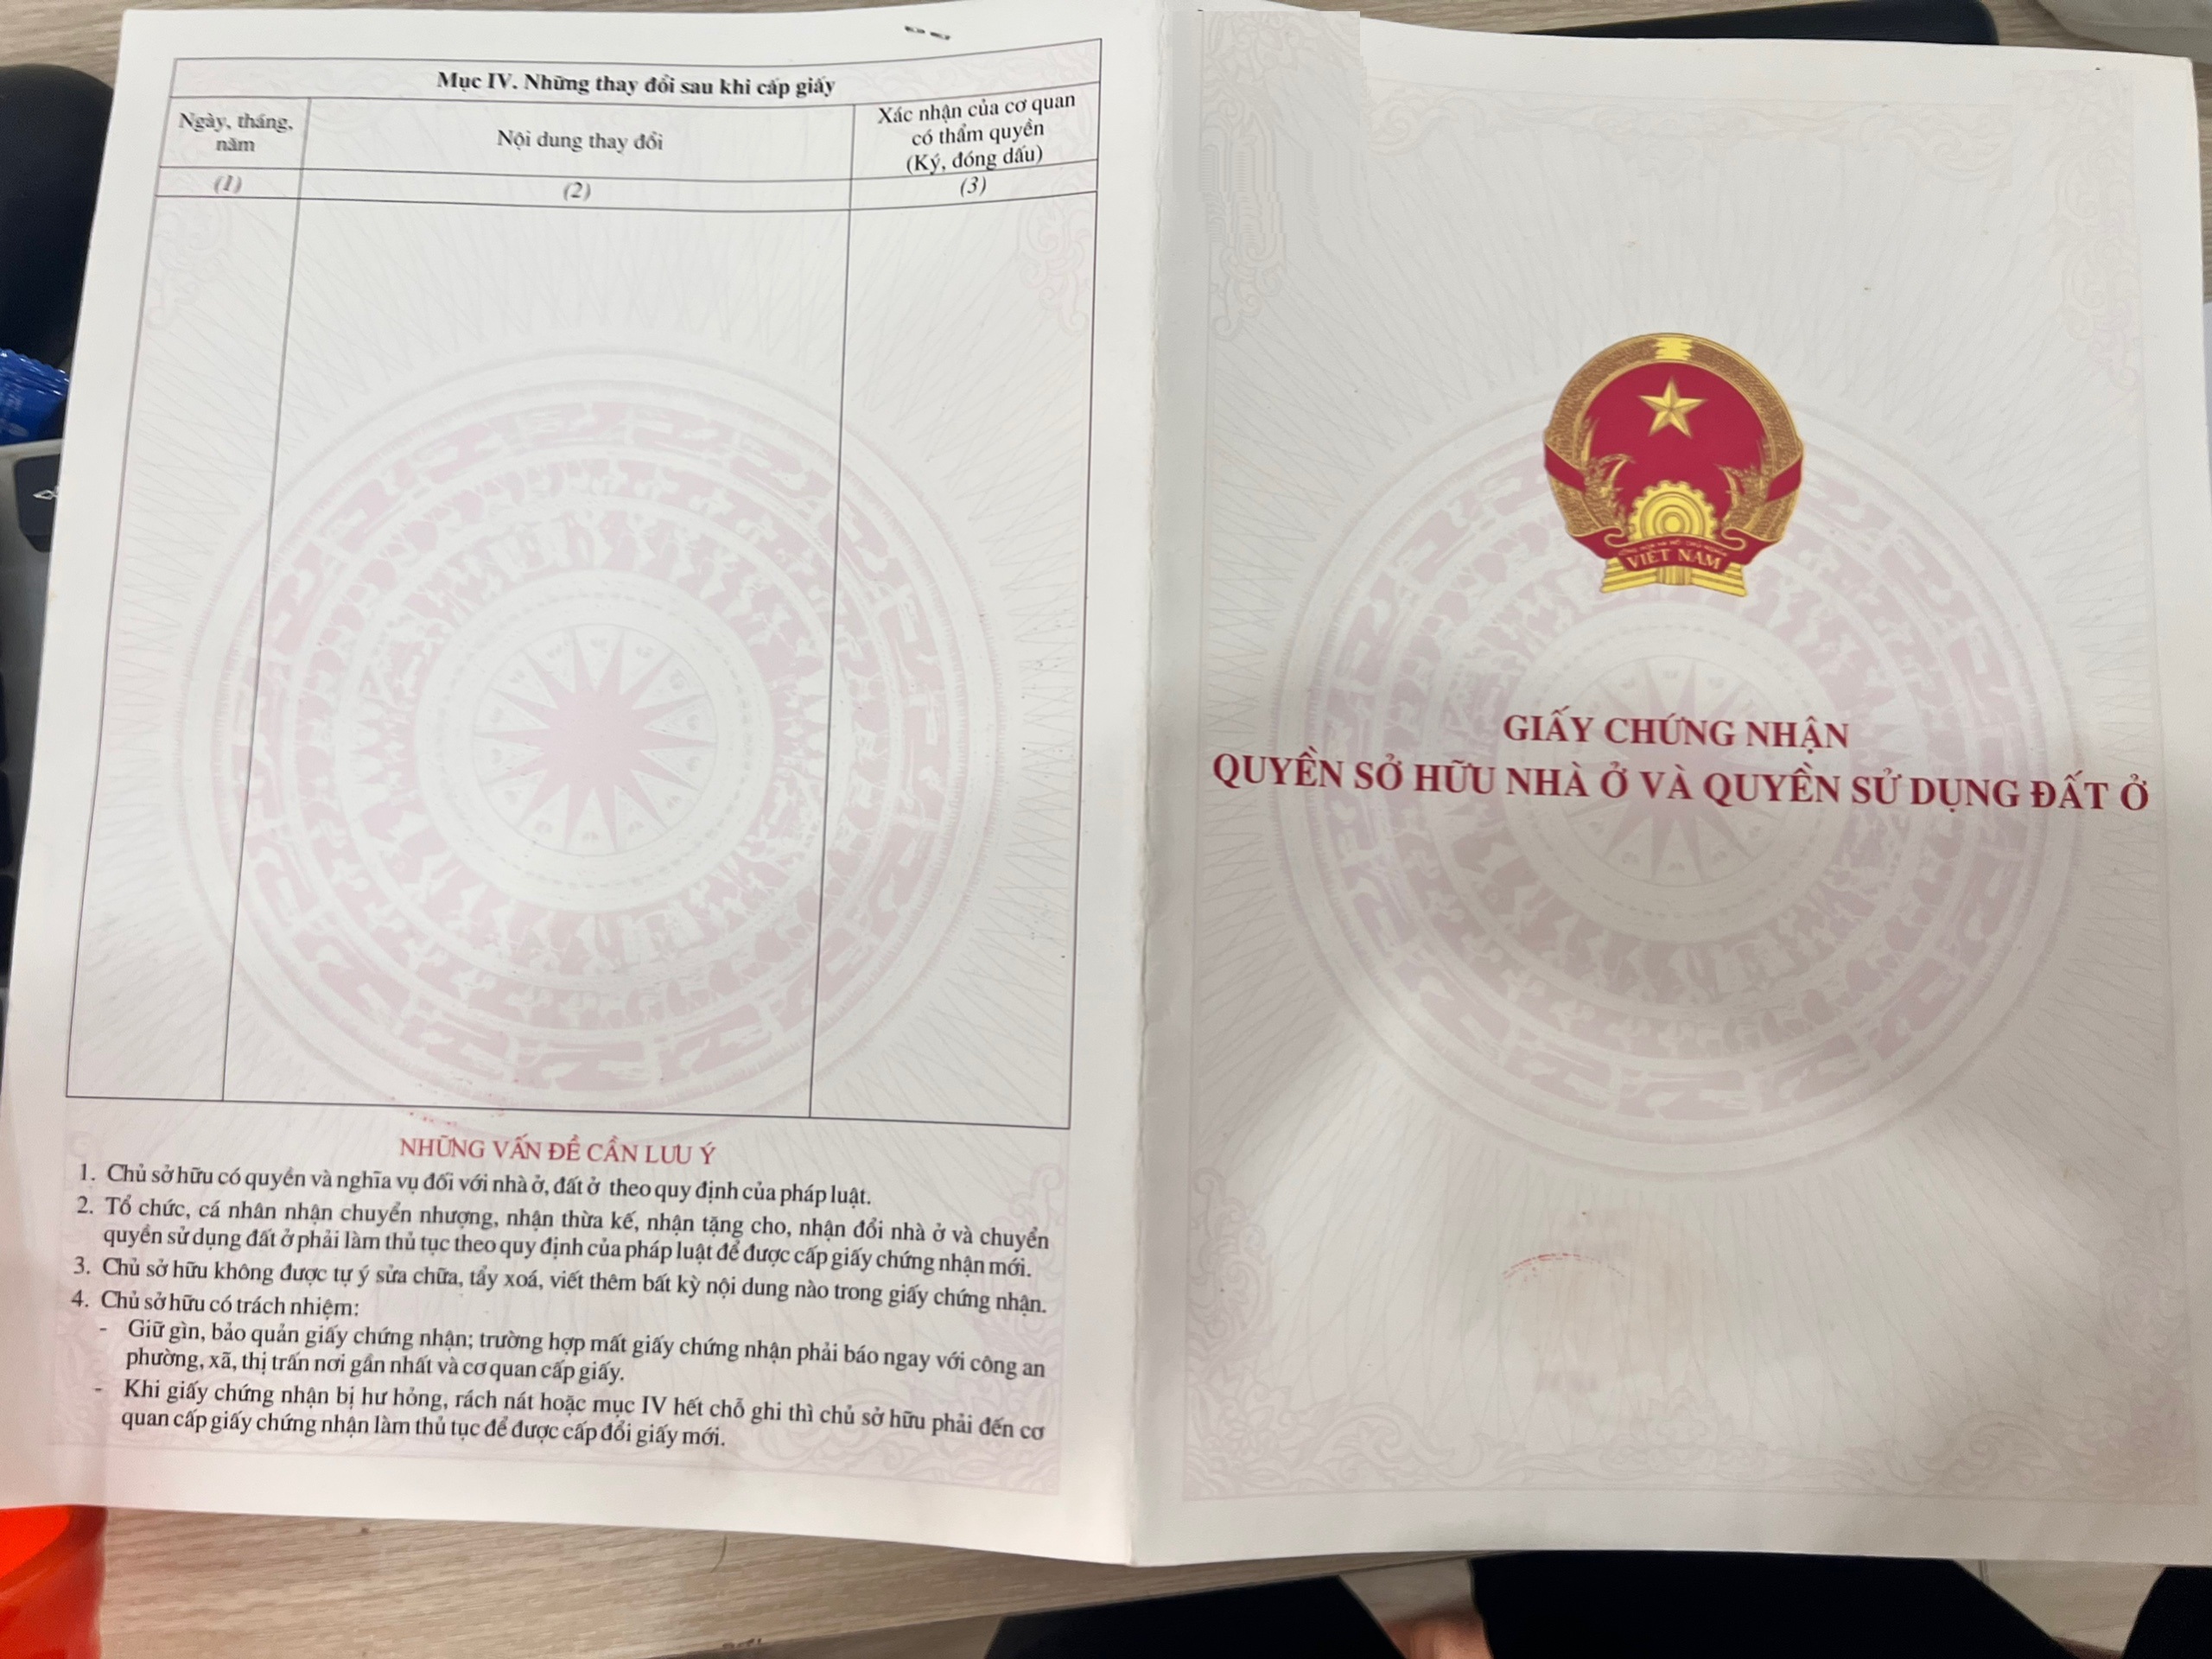 Mục IV. Những thay đổi sau khi cấp giấy
Ngày, tháng,
năm
Nội dung thay đổi
Xác nhận của cơ quan
có thẩm quyền
(Ký, đóng dấu)
(1)
(2)
(3)
NHỮNG VẤN ĐỀ CẦN LƯU Ý
1. Chủ sở hữu có quyền và nghĩa vụ đối với nhà ở, đất ở theo quy định của pháp luật.
2. Tổ chức, cá nhân nhận chuyển nhượng, nhận thừa kế, nhận tặng cho, nhận đổi nhà ở và chuyển
quyền sử dụng đất ở phải làm thủ tục theo quy định của pháp luật để được cấp giấy chứng nhận mới.
3. Chủ sở hữu không được tự ý sửa chữa, tẩy xoá, viết thêm bất kỳ nội dung nào trong giấy chứng nhận.
4. Chủ sở hữu có trách nhiệm:
- Giữ gìn, bảo quản giấy chứng nhận; trường hợp mất giấy chứng nhận phải báo ngay với công an
phường, xã, thị trấn nơi gần nhất và cơ quan cấp giấy.
- Khi giấy chứng nhận bị hư hỏng, rách nát hoặc mục IV hết chỗ ghi thì chủ sở hữu phải đến cơ
quan cấp giấy chứng nhận làm thủ tục để được cấp đổi giấy mới.
VIỆT NAM
GIẤY CHỨNG NHẬN
QUYỀN SỞ HỮU NHÀ Ở VÀ QUYỀN SỬ DỤNG ĐẤT Ở